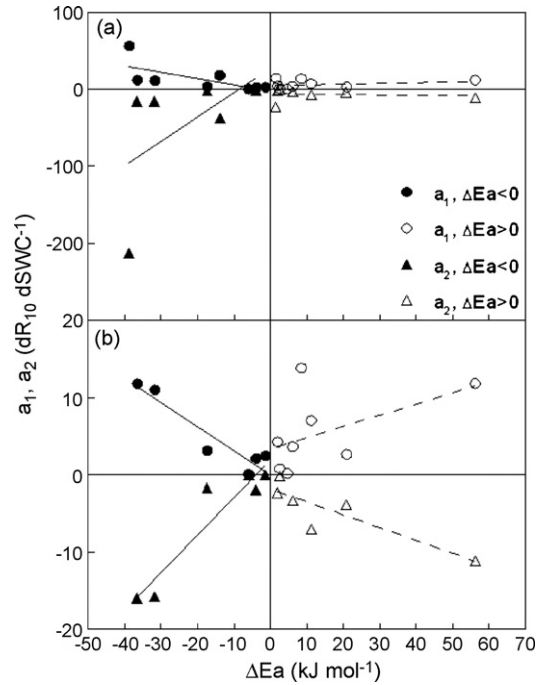 (a)
100
0
-100
-200
a1, ΔEa<0
a1, ΔEa>0
a2, ΔEa<0
a2, ΔEa>0
20
(b)
10
0
-10
-20
-50 -40 -30 -20 -10 0 10 20 30 40 50 60 70
ΔEa (kJ mol-1)
a1, a2 (dR10 dSWC-1)